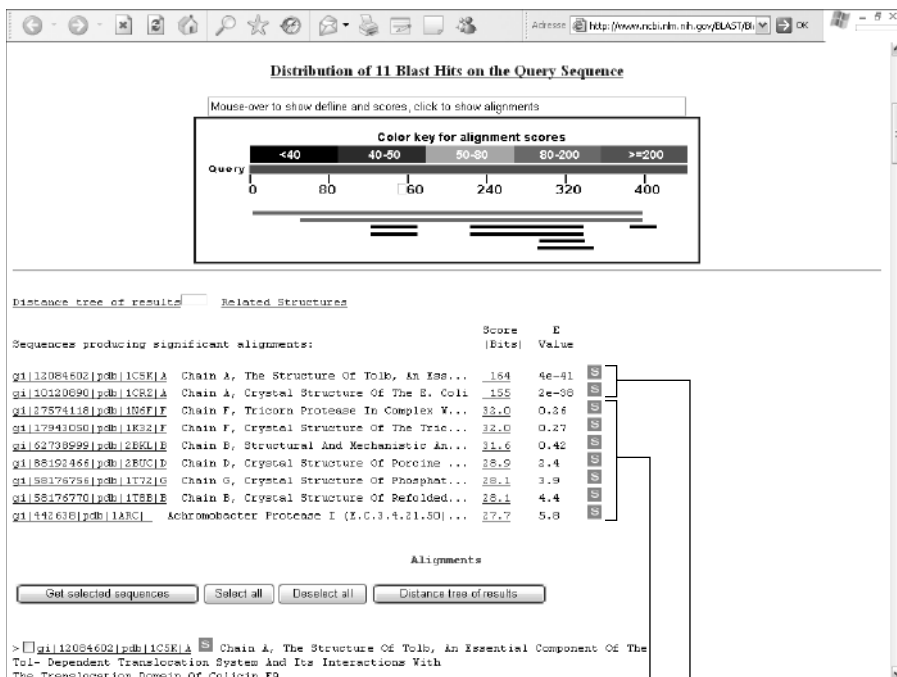 Adresse http://www.ncbi.nlm.nih.gov/BLAST/Bl OK
Distribution of 11 Blast Hits on the Query Sequence
Mouse-over to show defline and scores, click to show alignments
Color key for alignment scores
<40 40-50 50-80 80-200 >=200
Query
0 80 60 240 320 400
Distance tree of results Related Structures
Score E
Sequences producing significant alignments: (Bits) Value
gi|12084602|pdb|1C5K|A Chain A, The Structure Of Tolb, An Ess... 164 4e-41 S
gi|10120890|pdb|1CRZ|A Chain A, Crystal Structure Of The E. Coli 155 2e-38 S
gi|27574118|pdb|1N6F|F Chain F, Tricorn Protease In Complex W... 32.0 0.26 S
gi|17943050|pdb|1K32|F Chain F, Crystal Structure Of The Tric... 32.0 0.27 S
gi|62738999|pdb|2BKL|B Chain B, Structural And Mechanistic An... 31.6 0.42 S
gi|88192466|pdb|2BUC|D Chain D, Crystal Structure Of Porcine ... 28.9 2.4 S
gi|58176756|pdb|1T72|G Chain G, Crystal Structure Of Phosphat... 28.1 3.9 S
gi|58176770|pdb|1T8B|B Chain B, Crystal Structure Of Refolded... 28.1 4.4 S
gi|442638|pdb|1ARC| Achromobacter Protease I (E.C.3.4.21.50)... 27.7 5.8 S
Alignments
Get selected sequences Select all Deselect all Distance tree of results
>gi|12084602|pdb|1C5K|A S Chain A, The Structure Of Tolb, An Essential Component Of The
Tol- Dependent Translocation System And Its Interactions With
The Translocation Domain Of Colicin E9